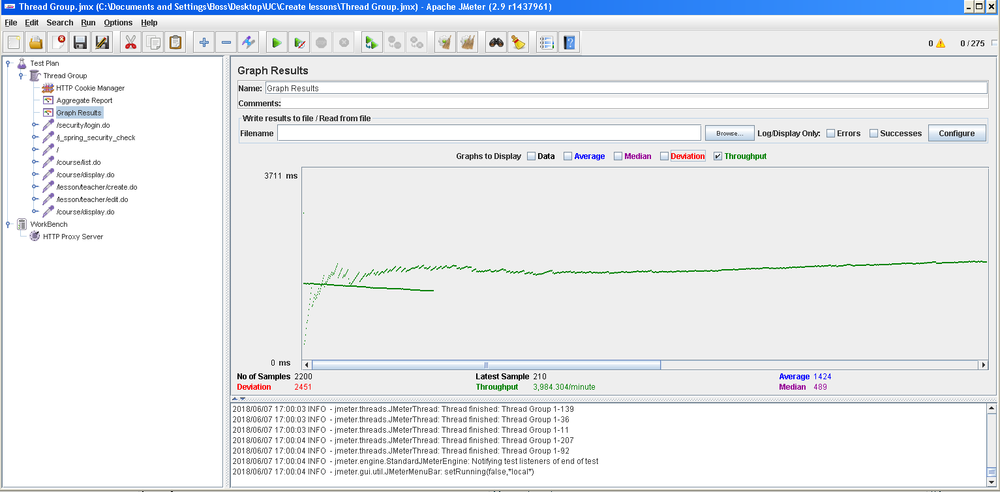 Thread Group.jmx (C:\Documents and Settings\Boss\Desktop\UC\Create lessons\Thread Group.jmx) - Apache JMeter (2.9 r1437961)
File Edit Search Run Options Help
0 0 / 275
Test Plan
Thread Group
HTTP Cookie Manager
Aggregate Report
Graph Results
/security/login.do
/j_spring_security_check
/
/course/list.do
/course/display.do
/lesson/teacher/create.do
/lesson/teacher/edit.do
/course/display.do
WorkBench
HTTP Proxy Server
Graph Results
Name: Graph Results
Comments:
Write results to file / Read from file
Filename Browse... Log/Display Only: Errors Successes Configure
Graphs to Display Data Average Median Deviation Throughput
3711 ms
0 ms
No of Samples 2200 Latest Sample 210 Average 1424
Deviation 2451 Throughput 3,984.304/minute Median 489
2018/06/07 17:00:03 INFO - jmeter.threads.JMeterThread: Thread finished: Thread Group 1-139
2018/06/07 17:00:03 INFO - jmeter.threads.JMeterThread: Thread finished: Thread Group 1-36
2018/06/07 17:00:03 INFO - jmeter.threads.JMeterThread: Thread finished: Thread Group 1-11
2018/06/07 17:00:04 INFO - jmeter.threads.JMeterThread: Thread finished: Thread Group 1-207
2018/06/07 17:00:04 INFO - jmeter.threads.JMeterThread: Thread finished: Thread Group 1-92
2018/06/07 17:00:04 INFO - jmeter.engine.StandardJMeterEngine: Notifying test listeners of end of test
2018/06/07 17:00:04 INFO - jmeter.gui.util.JMeterMenuBar: setRunning(false,*local*)